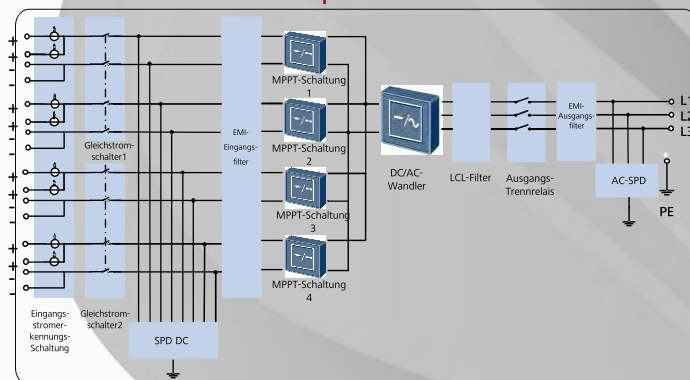 +
+
-
-
+
+
-
-
+
+
-
-
+
+
-
-
Gleichstrom-
schalter1
Eingangs-
stromer-
kennungs-
Schaltung
Gleichstrom-
schalter2
SPD DC
EMI-
Eingangs-
filter
MPPT-Schaltung
1
MPPT-Schaltung
2
MPPT-Schaltung
3
MPPT-Schaltung
4
DC/AC-
Wandler
LCL-Filter
Ausgangs-
Trennrelais
EMI-
Ausgangs-
filter
AC-SPD
L1
L2
L3
PE